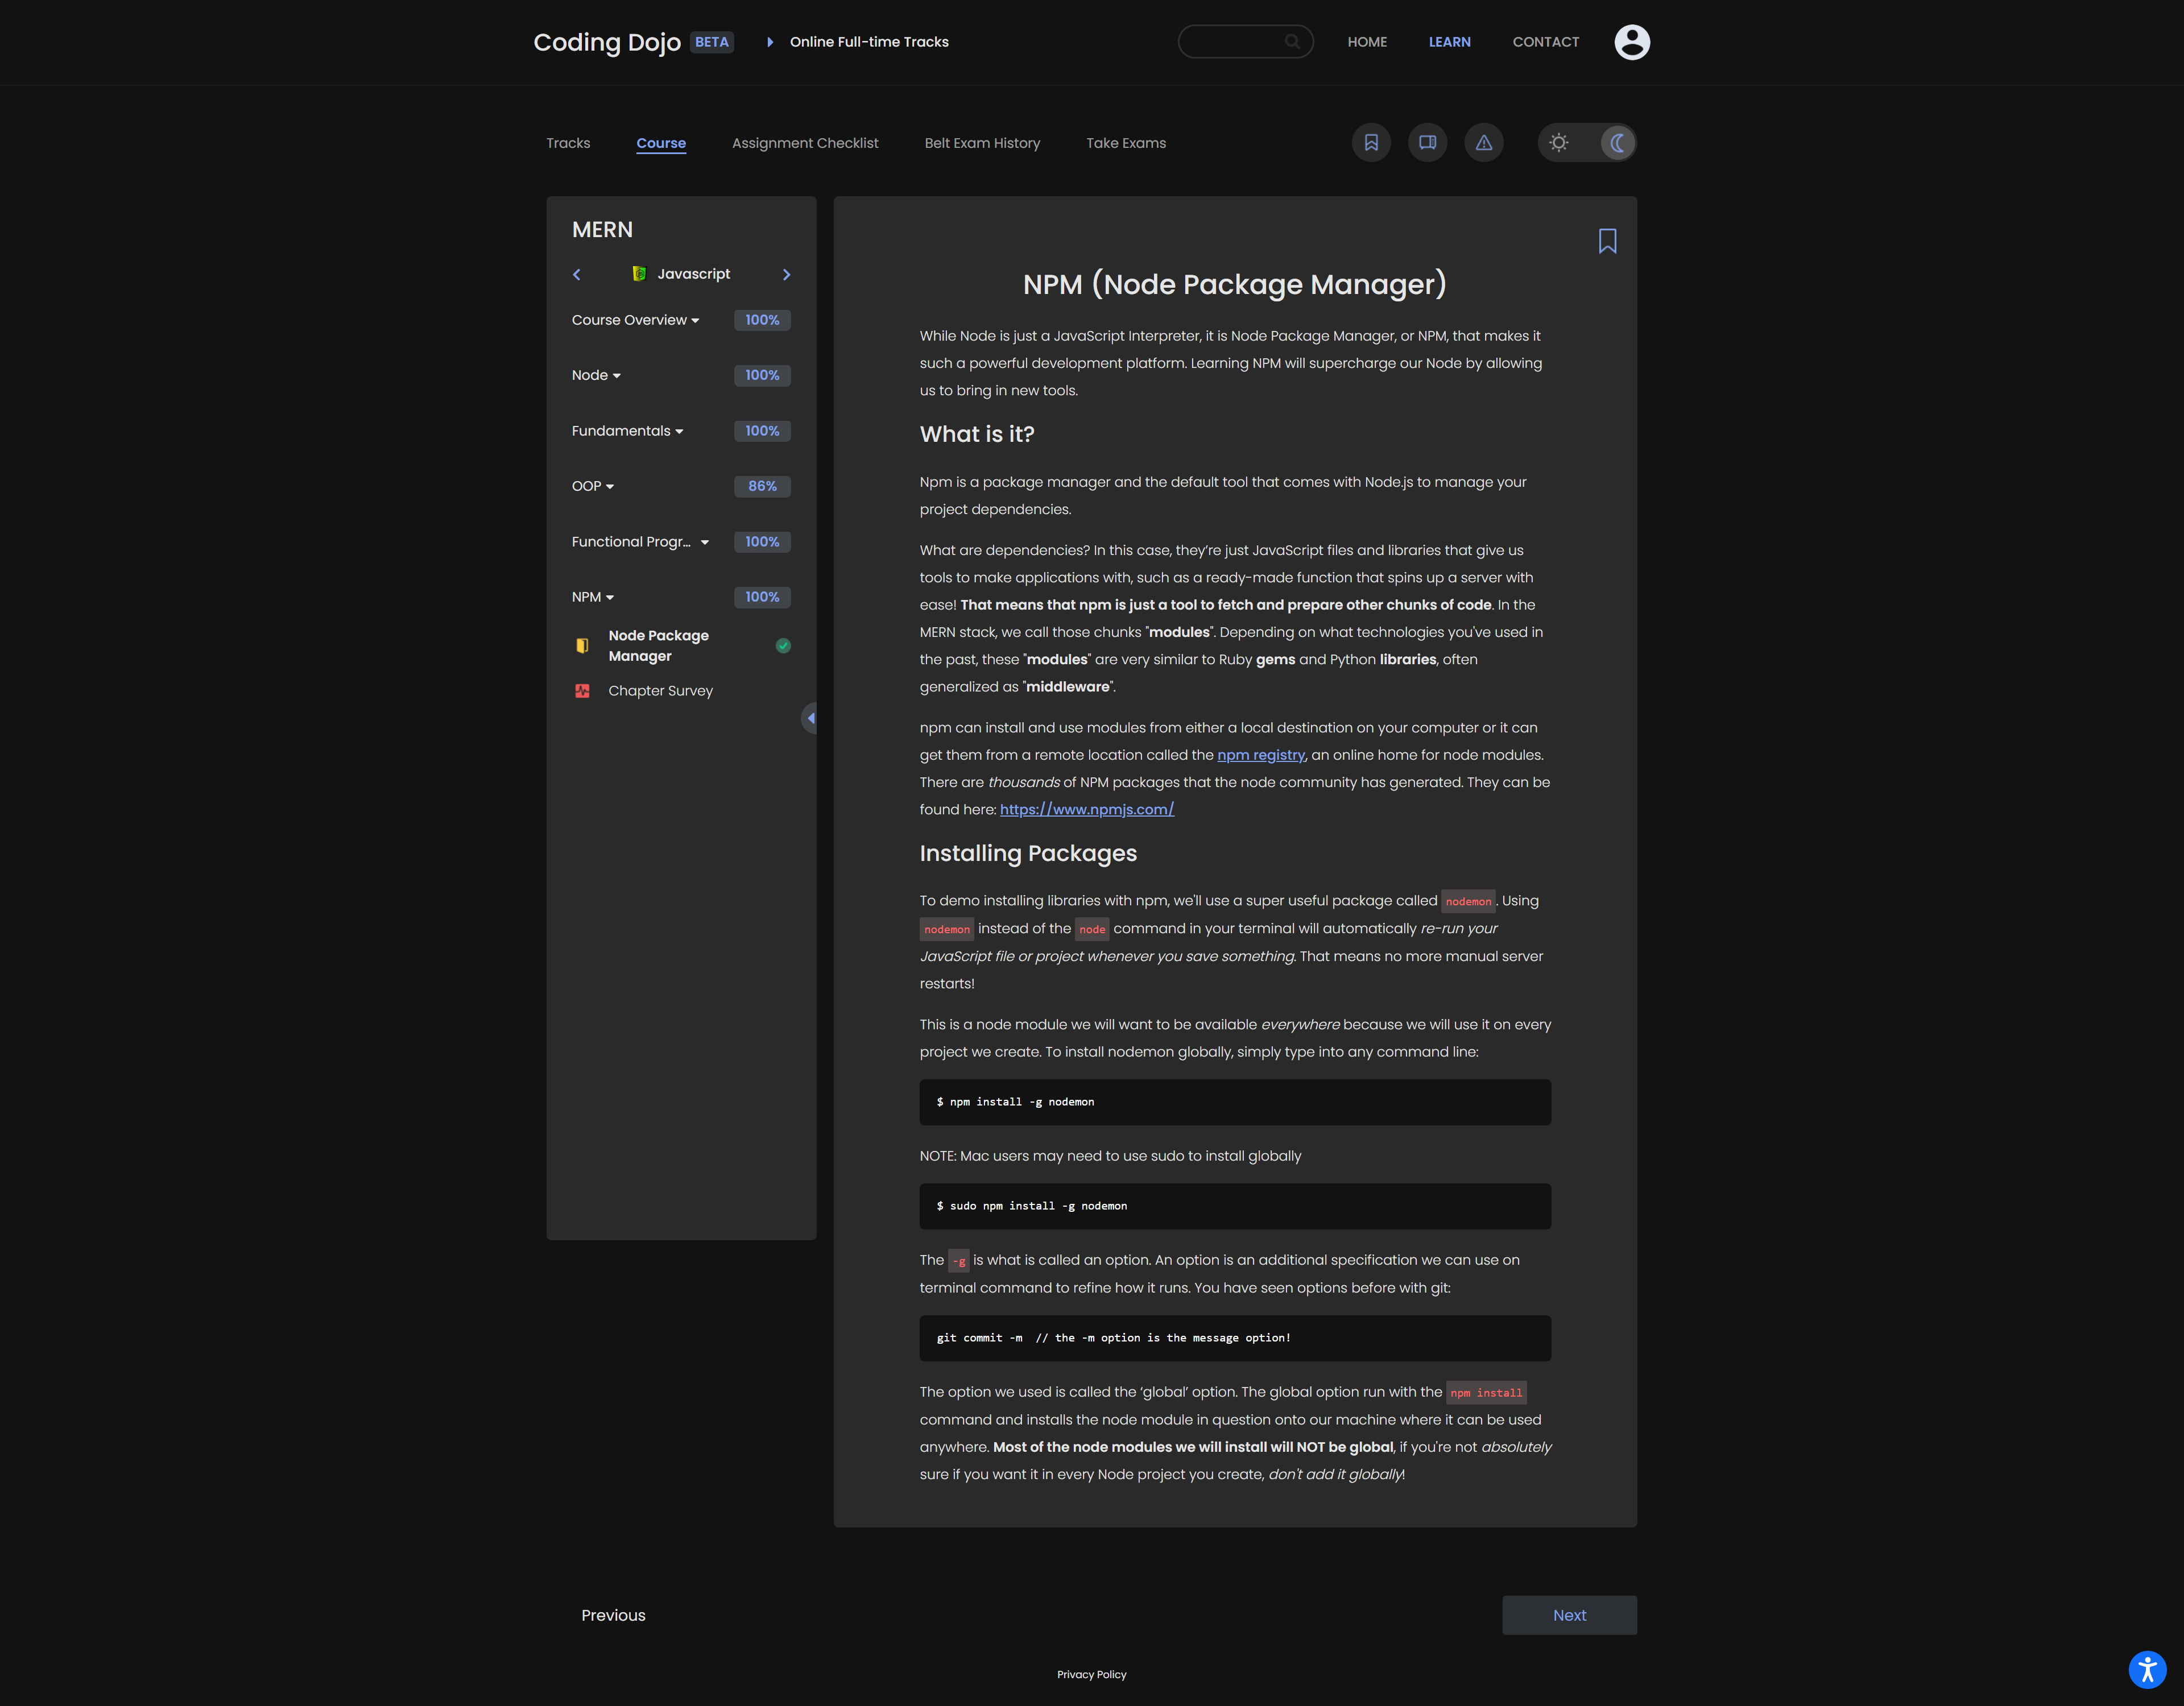 Coding Dojo BETA Online Full-time Tracks HOME LEARN CONTACT
Tracks Course Assignment Checklist Belt Exam History Take Exams
MERN
Javascript
Course Overview 100%
Node 100%
Fundamentals 100%
OOP 86%
Functional Progr... 100%
NPM 100%
Node Package
Manager
Chapter Survey
NPM (Node Package Manager)
While Node is just a JavaScript Interpreter, it is Node Package Manager, or NPM, that makes it
such a powerful development platform. Learning NPM will supercharge our Node by allowing
us to bring in new tools.
What is it?
Npm is a package manager and the default tool that comes with Node.js to manage your
project dependencies.
What are dependencies? In this case, they’re just JavaScript files and libraries that give us
tools to make applications with, such as a ready-made function that spins up a server with
ease! That means that npm is just a tool to fetch and prepare other chunks of code. In the
MERN stack, we call those chunks "modules". Depending on what technologies you've used in
the past, these "modules" are very similar to Ruby gems and Python libraries, often
generalized as "middleware".
npm can install and use modules from either a local destination on your computer or it can
get them from a remote location called the npm registry, an online home for node modules.
There are thousands of NPM packages that the node community has generated. They can be
found here: https://www.npmjs.com/
Installing Packages
To demo installing libraries with npm, we'll use a super useful package called nodemon. Using
nodemon instead of the node command in your terminal will automatically re-run your
JavaScript file or project whenever you save something. That means no more manual server
restarts!
This is a node module we will want to be available everywhere because we will use it on every
project we create. To install nodemon globally, simply type into any command line:
$ npm install -g nodemon
NOTE: Mac users may need to use sudo to install globally
$ sudo npm install -g nodemon
The -g is what is called an option. An option is an additional specification we can use on
terminal command to refine how it runs. You have seen options before with git:
git commit -m  // the -m option is the message option!
The option we used is called the ‘global’ option. The global option run with the npm install
command and installs the node module in question onto our machine where it can be used
anywhere. Most of the node modules we will install will NOT be global, if you're not absolutely
sure if you want it in every Node project you create, don't add it globally!
Previous Next
Privacy Policy